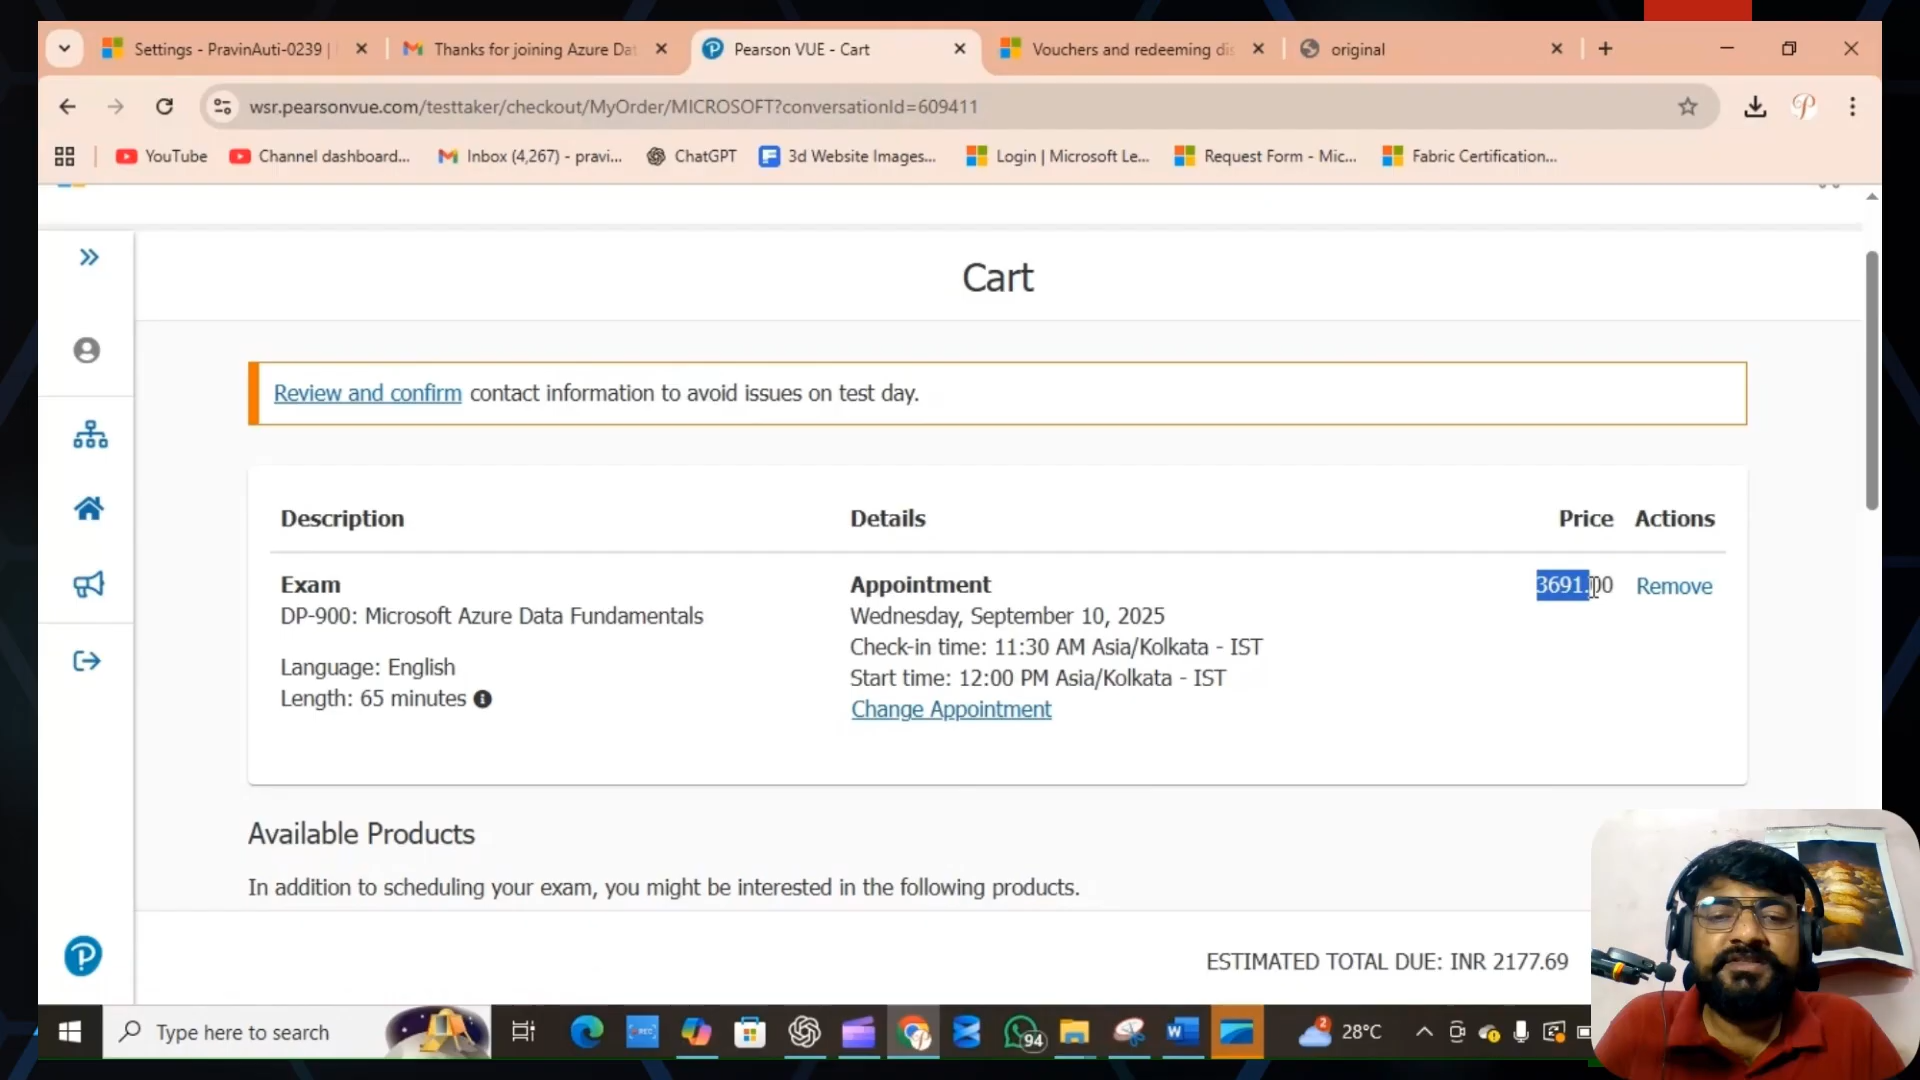 Settings - PravinAuti-0239 |
Thanks for joining Azure Dat
Pearson VUE - Cart
Vouchers and redeeming dis
original
wsr.pearsonvue.com/testtaker/checkout/MyOrder/MICROSOFT?conversationId=609411
YouTube
Channel dashboard...
Inbox (4,267) - pravi...
ChatGPT
3d Website Images...
Login | Microsoft Le...
Request Form - Mic...
Fabric Certification...
Cart
Review and confirm contact information to avoid issues on test day.
Description Details Price Actions
Exam
DP-900: Microsoft Azure Data Fundamentals
Language: English
Length: 65 minutes
Appointment
Wednesday, September 10, 2025
Check-in time: 11:30 AM Asia/Kolkata - IST
Start time: 12:00 PM Asia/Kolkata - IST
Change Appointment
3691.00 Remove
Available Products
In addition to scheduling your exam, you might be interested in the following products.
ESTIMATED TOTAL DUE: INR 2177.69
Type here to search
REC
94
2
28°C